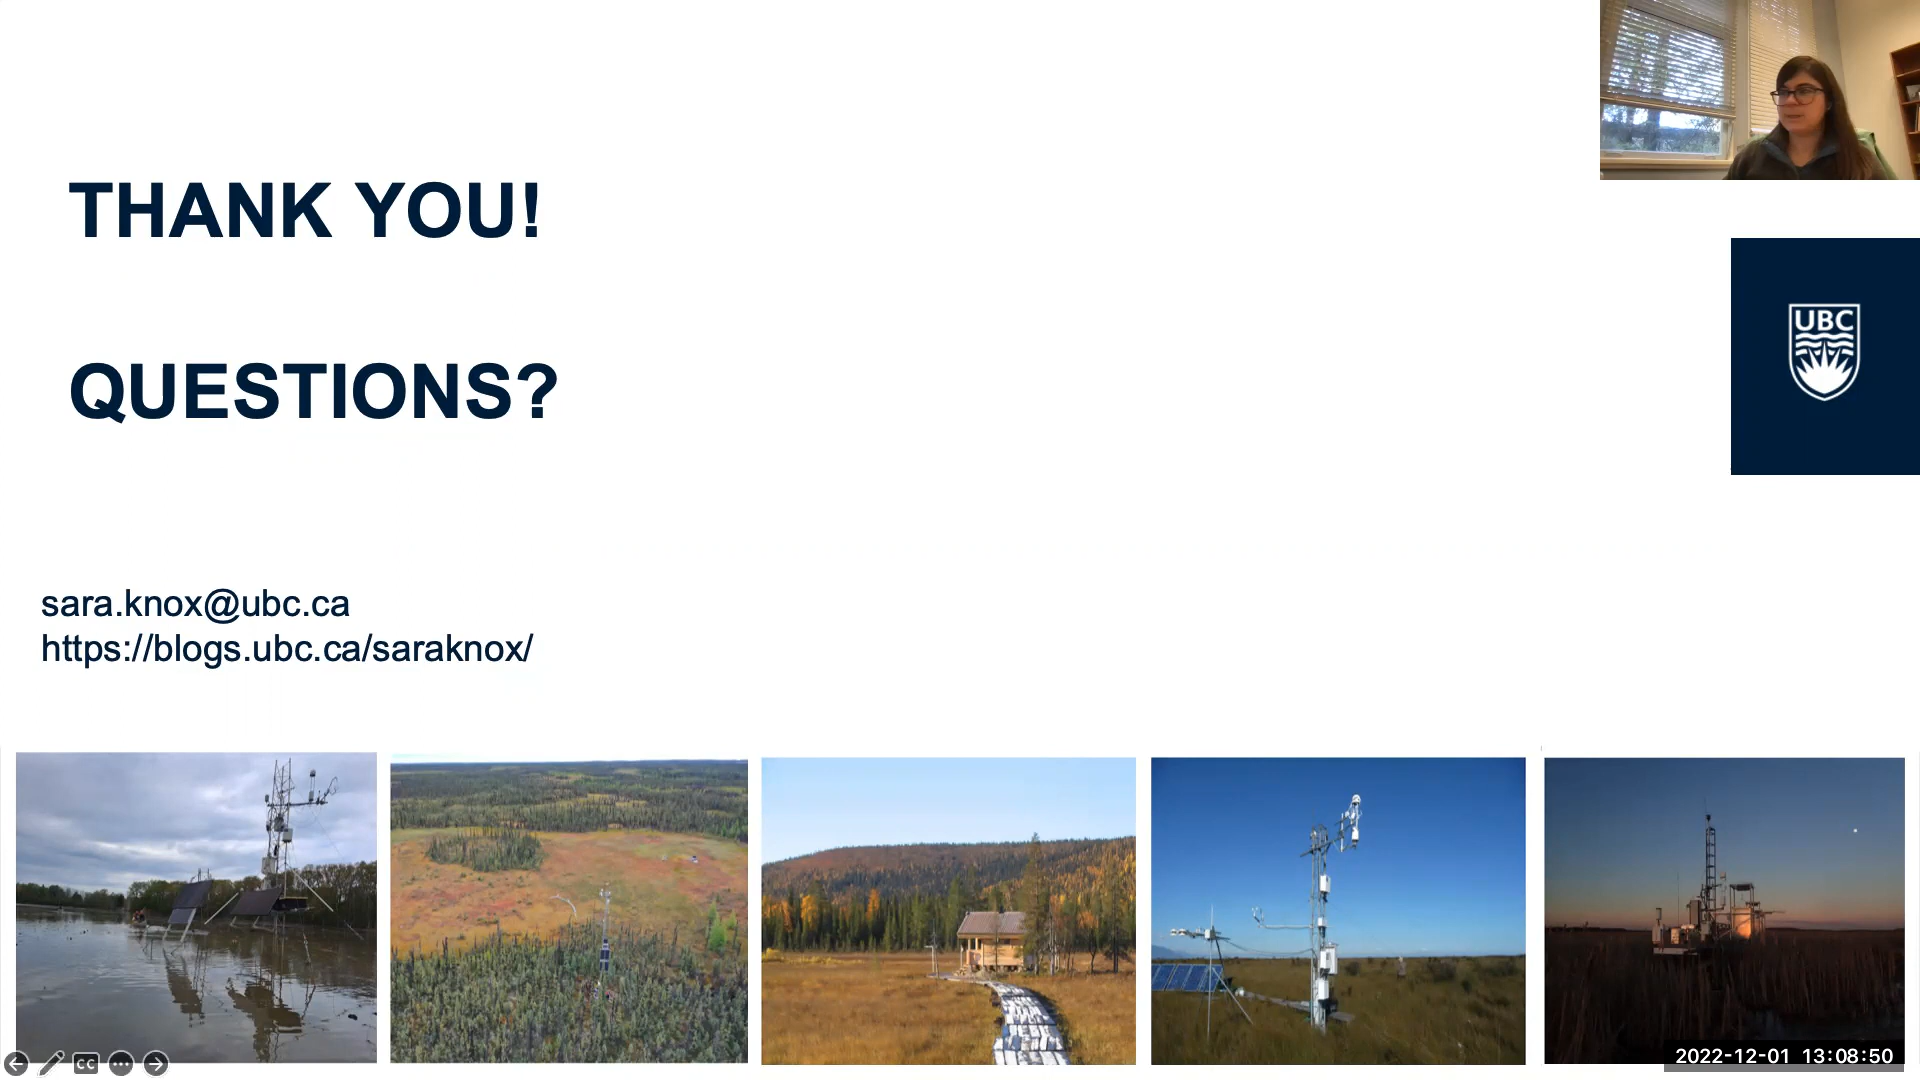 THANK YOU!
UBC
QUESTIONS?
sara.knox@ubc.ca
https://blogs.ubc.ca/saraknox/
CC
2022-12-01 13:08:50